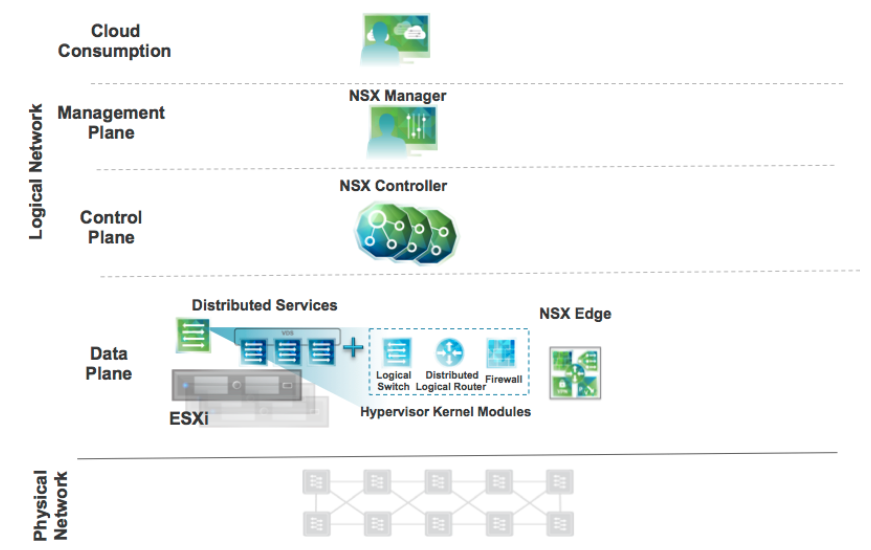 Cloud
Consumption
Logical Network
Management
Plane
NSX Manager
Control
Plane
NSX Controller
Data
Plane
Distributed Services
VDS
ESXi
Logical
Switch
Distributed
Logical Router
Firewall
Hypervisor Kernel Modules
NSX Edge
Physical
Network